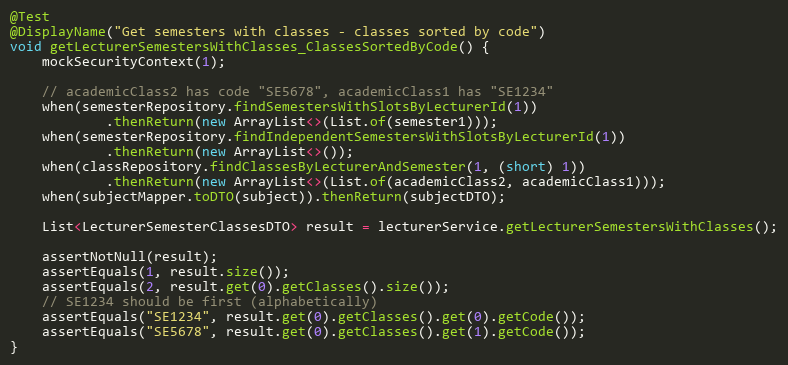 @Test
@DisplayName("Get semesters with classes - classes sorted by code")
void getLecturerSemestersWithClasses_ClassesSortedByCode() {
    mockSecurityContext(1);

    // academicClass2 has code "SE5678", academicClass1 has "SE1234"
    when(semesterRepository.findSemestersWithSlotsByLecturerId(1))
            .thenReturn(new ArrayList<>(List.of(semester1)));
    when(semesterRepository.findIndependentSemestersWithSlotsByLecturerId(1))
            .thenReturn(new ArrayList<>());
    when(classRepository.findClassesByLecturerAndSemester(1, (short) 1))
            .thenReturn(new ArrayList<>(List.of(academicClass2, academicClass1)));
    when(subjectMapper.toDTO(subject)).thenReturn(subjectDTO);

    List<LecturerSemesterClassesDTO> result = lecturerService.getLecturerSemestersWithClasses();

    assertNotNull(result);
    assertEquals(1, result.size());
    assertEquals(2, result.get(0).getClasses().size());
    // SE1234 should be first (alphabetically)
    assertEquals("SE1234", result.get(0).getClasses().get(0).getCode());
    assertEquals("SE5678", result.get(0).getClasses().get(1).getCode());
}